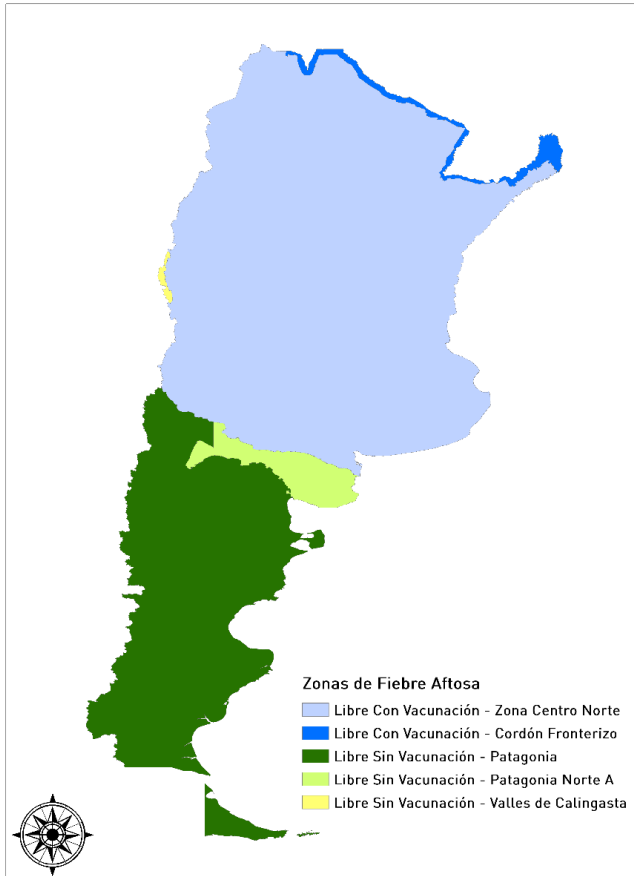 Zonas de Fiebre Aftosa
Libre Con Vacunación - Zona Centro Norte
Libre Con Vacunación - Cordón Fronterizo
Libre Sin Vacunación - Patagonia
Libre Sin Vacunación - Patagonia Norte A
Libre Sin Vacunación - Valles de Calingasta